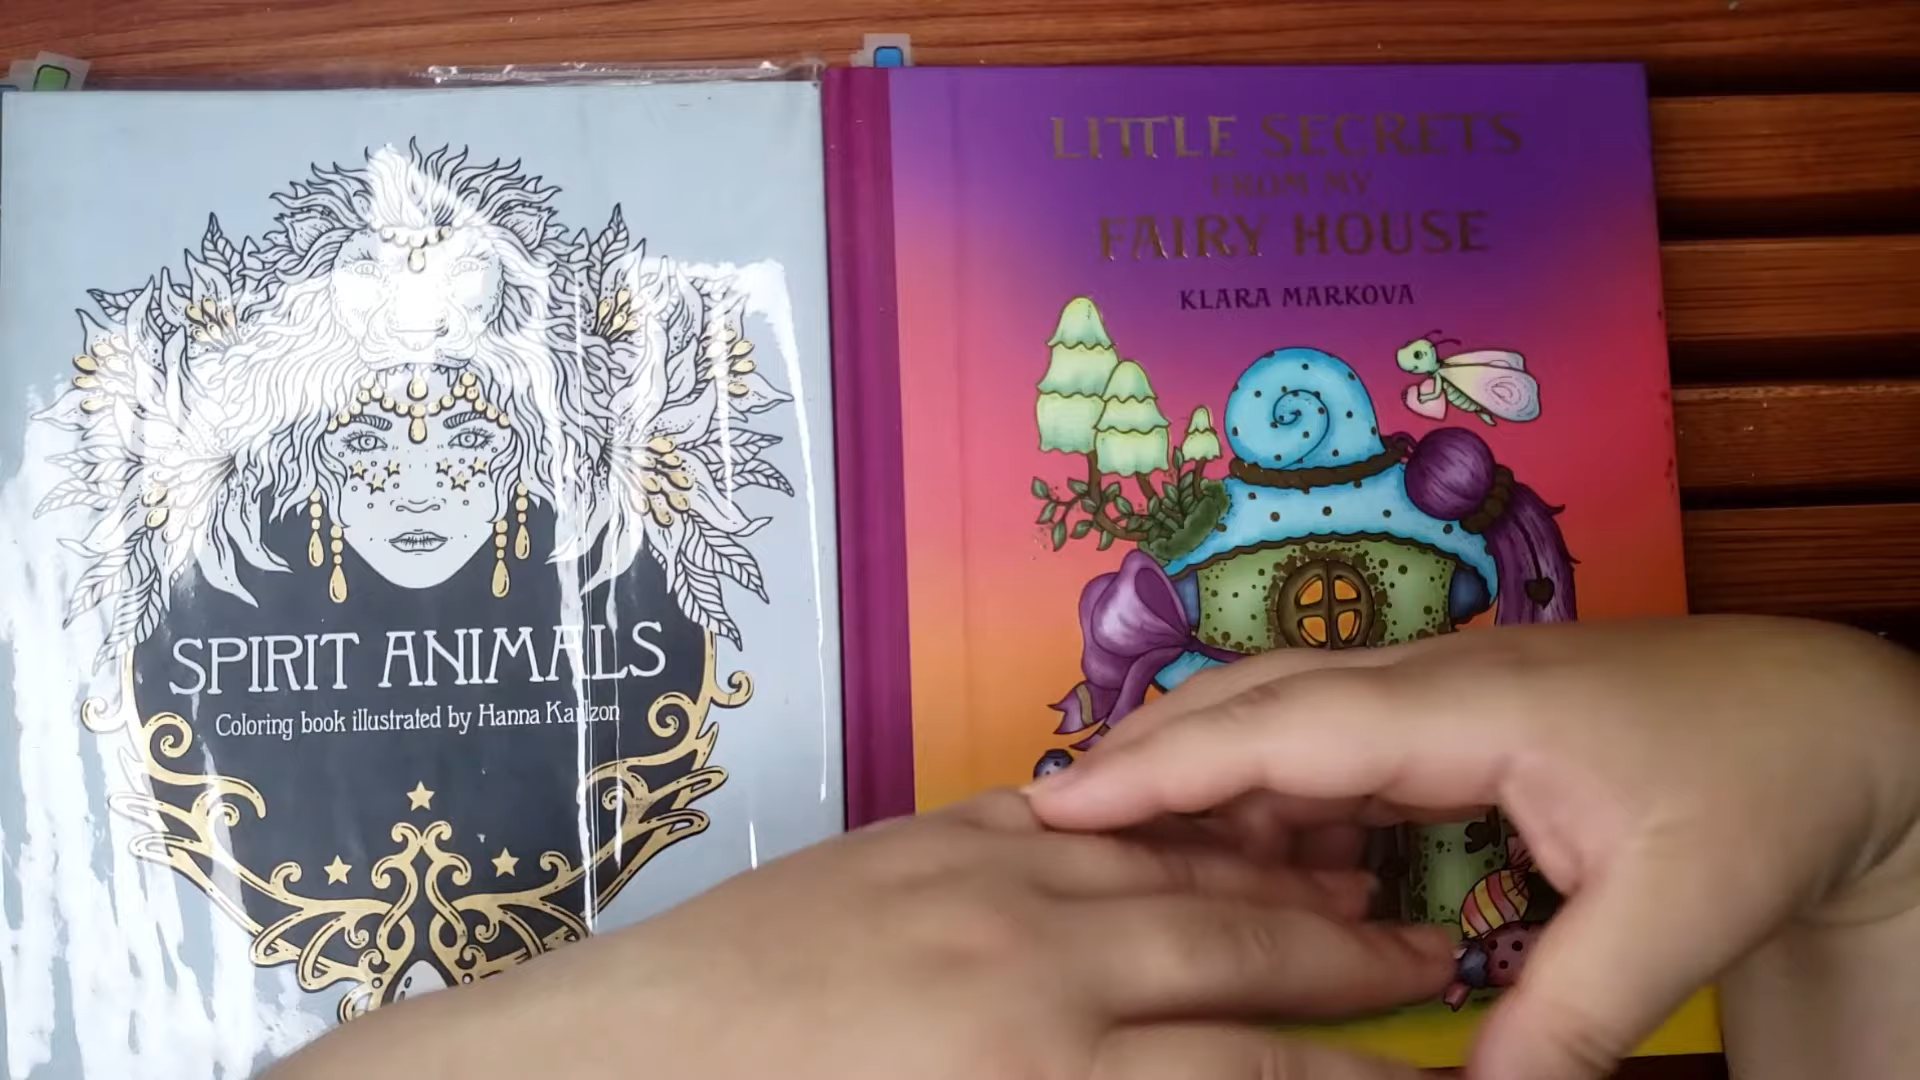 SPIRIT ANIMALS
Coloring book illustrated by Hanna Karlzon
LITTLE SECRETS
FROM MY
FAIRY HOUSE
KLARA MARKOVA